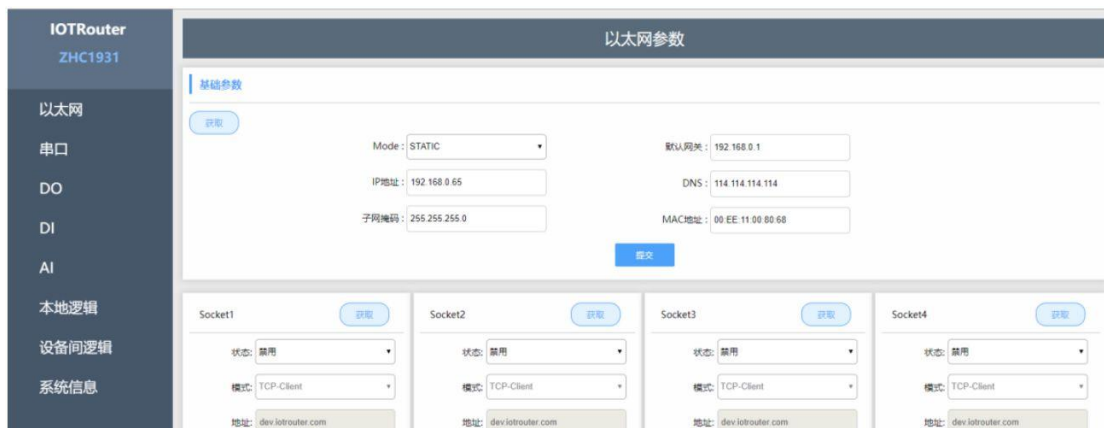 IOTRouter
ZHC1931
以太网
串口
DO
DI
AI
本地逻辑
设备间逻辑
系统信息
以太网参数
基础参数
获取
Mode : STATIC
默认网关 : 192.168.0.1
IP地址 : 192.168.0.65
DNS : 114.114.114.114
子网掩码 : 255.255.255.0
MAC地址 : 00:EE:11:00:80:68
提交
Socket1 获取
状态: 禁用
模式: TCP-Client
地址: dev.iotrouter.com
Socket2 获取
状态: 禁用
模式: TCP-Client
地址: dev.iotrouter.com
Socket3 获取
状态: 禁用
模式: TCP-Client
地址: dev.iotrouter.com
Socket4 获取
状态: 禁用
模式: TCP-Client
地址: dev.iotrouter.com